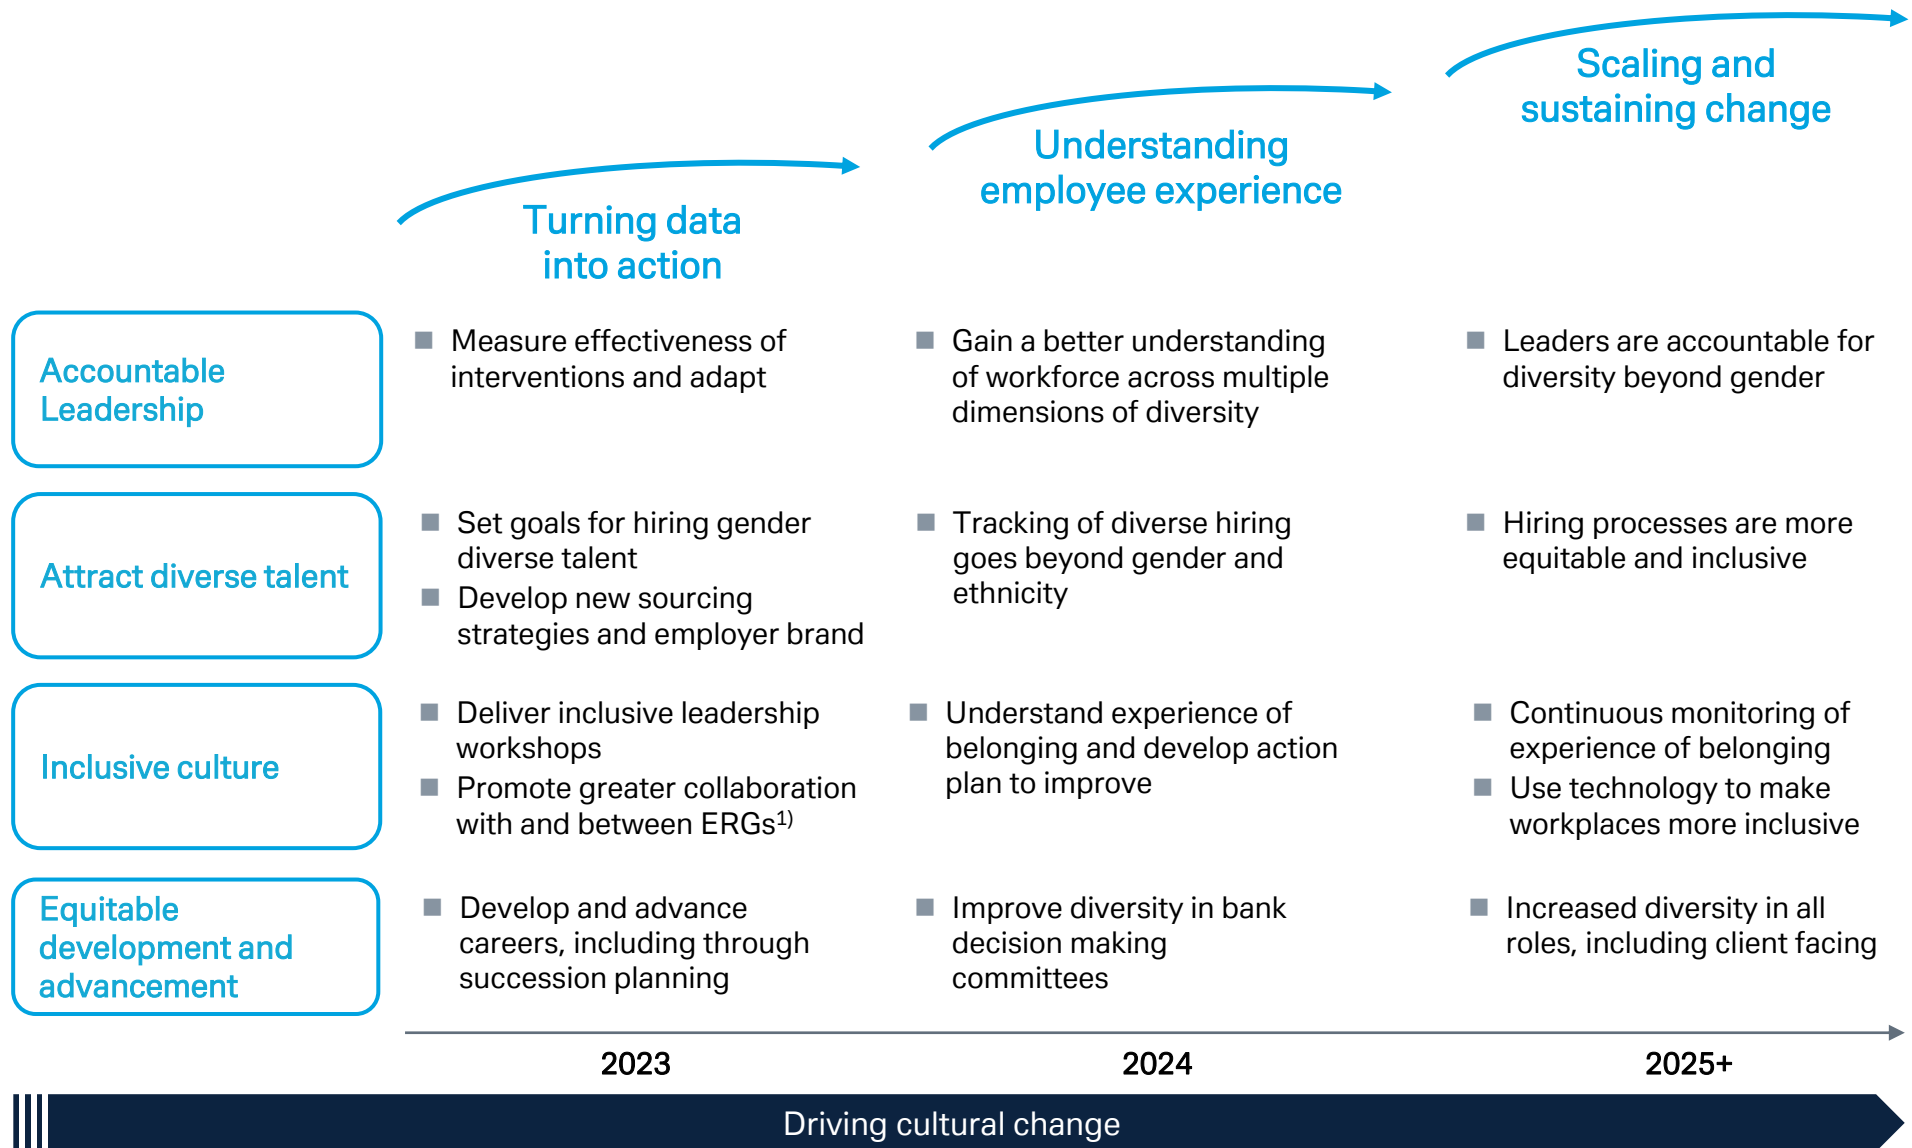 Scaling and
sustaining change
Understanding
employee experience
Turning data
into action
Accountable
Leadership
Measure effectiveness of
interventions and adapt
Gain a better understanding
of workforce across multiple
dimensions of diversity
Leaders are accountable for
diversity beyond gender
Attract diverse talent
Set goals for hiring gender
diverse talent
Develop new sourcing
strategies and employer brand
Tracking of diverse hiring
goes beyond gender and
ethnicity
Hiring processes are more
equitable and inclusive
Inclusive culture
Deliver inclusive leadership
workshops
Promote greater collaboration
with and between ERGs1)
Understand experience of
belonging and develop action
plan to improve
Continuous monitoring of
experience of belonging
Use technology to make
workplaces more inclusive
Equitable
development and
advancement
Develop and advance
careers, including through
succession planning
Improve diversity in bank
decision making
committees
Increased diversity in all
roles, including client facing
2023
2024
2025+
Driving cultural change